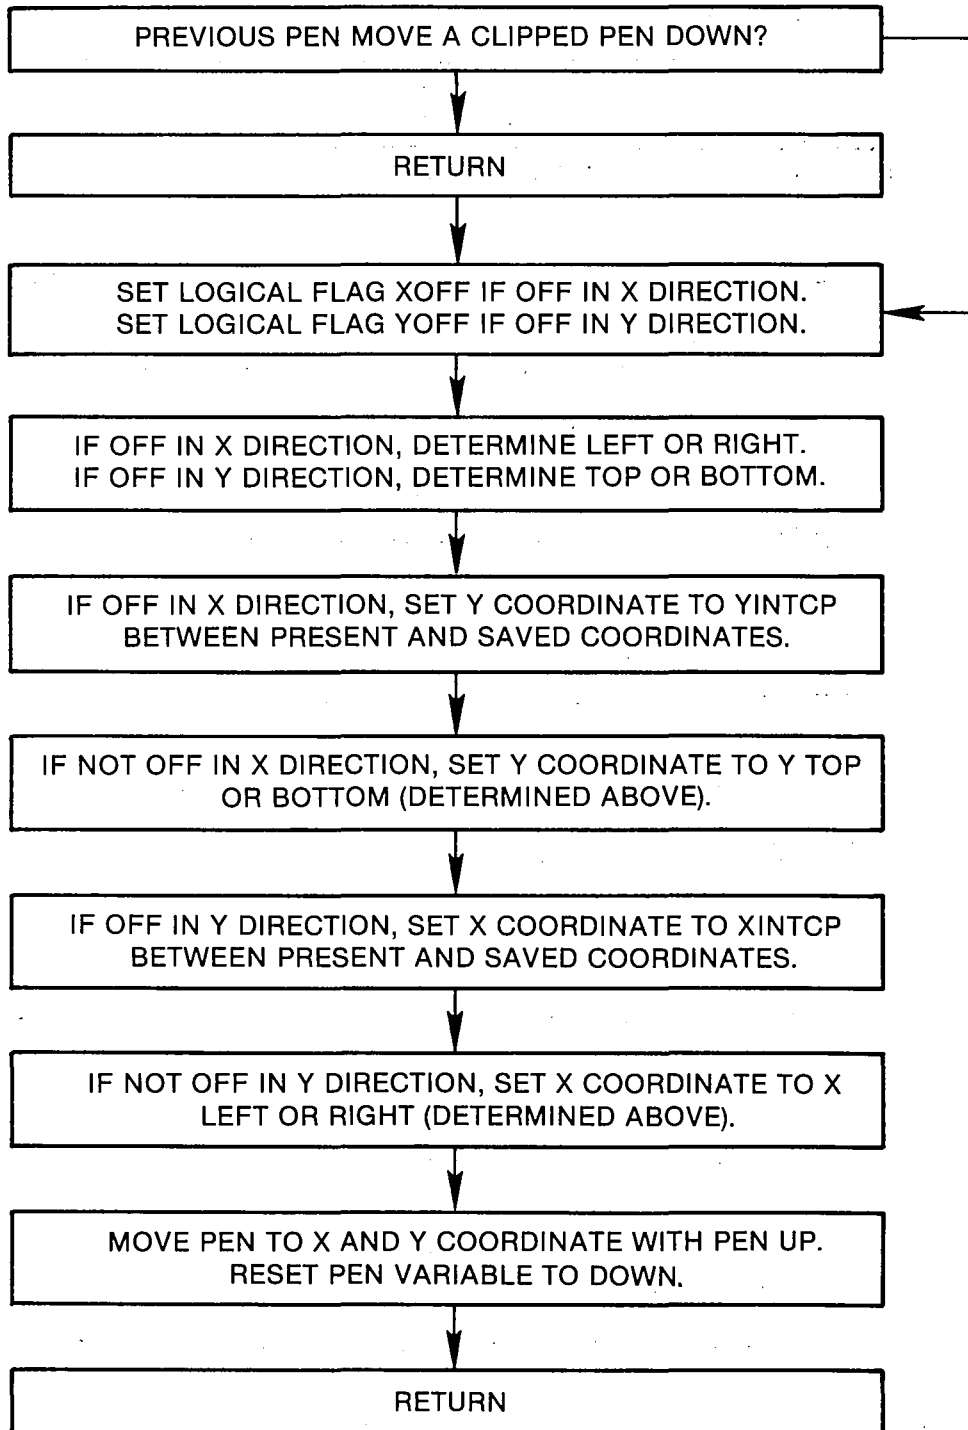 PREVIOUS PEN MOVE A CLIPPED PEN DOWN?
RETURN
SET LOGICAL FLAG XOFF IF OFF IN X DIRECTION.
SET LOGICAL FLAG YOFF IF OFF IN Y DIRECTION.
IF OFF IN X DIRECTION, DETERMINE LEFT OR RIGHT.
IF OFF IN Y DIRECTION, DETERMINE TOP OR BOTTOM.
IF OFF IN X DIRECTION, SET Y COORDINATE TO YINTCP
BETWEEN PRESENT AND SAVED COORDINATES.
IF NOT OFF IN X DIRECTION, SET Y COORDINATE TO Y TOP
OR BOTTOM (DETERMINED ABOVE).
IF OFF IN Y DIRECTION, SET X COORDINATE TO XINTCP
BETWEEN PRESENT AND SAVED COORDINATES.
IF NOT OFF IN Y DIRECTION, SET X COORDINATE TO X
LEFT OR RIGHT (DETERMINED ABOVE).
MOVE PEN TO X AND Y COORDINATE WITH PEN UP.
RESET PEN VARIABLE TO DOWN.
RETURN